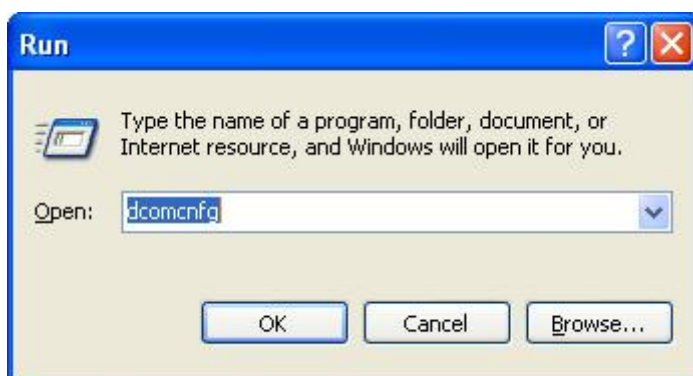 Run
Type the name of a program, folder, document, or
Internet resource, and Windows will open it for you.
Open: dcomcnfg
OK Cancel Browse...